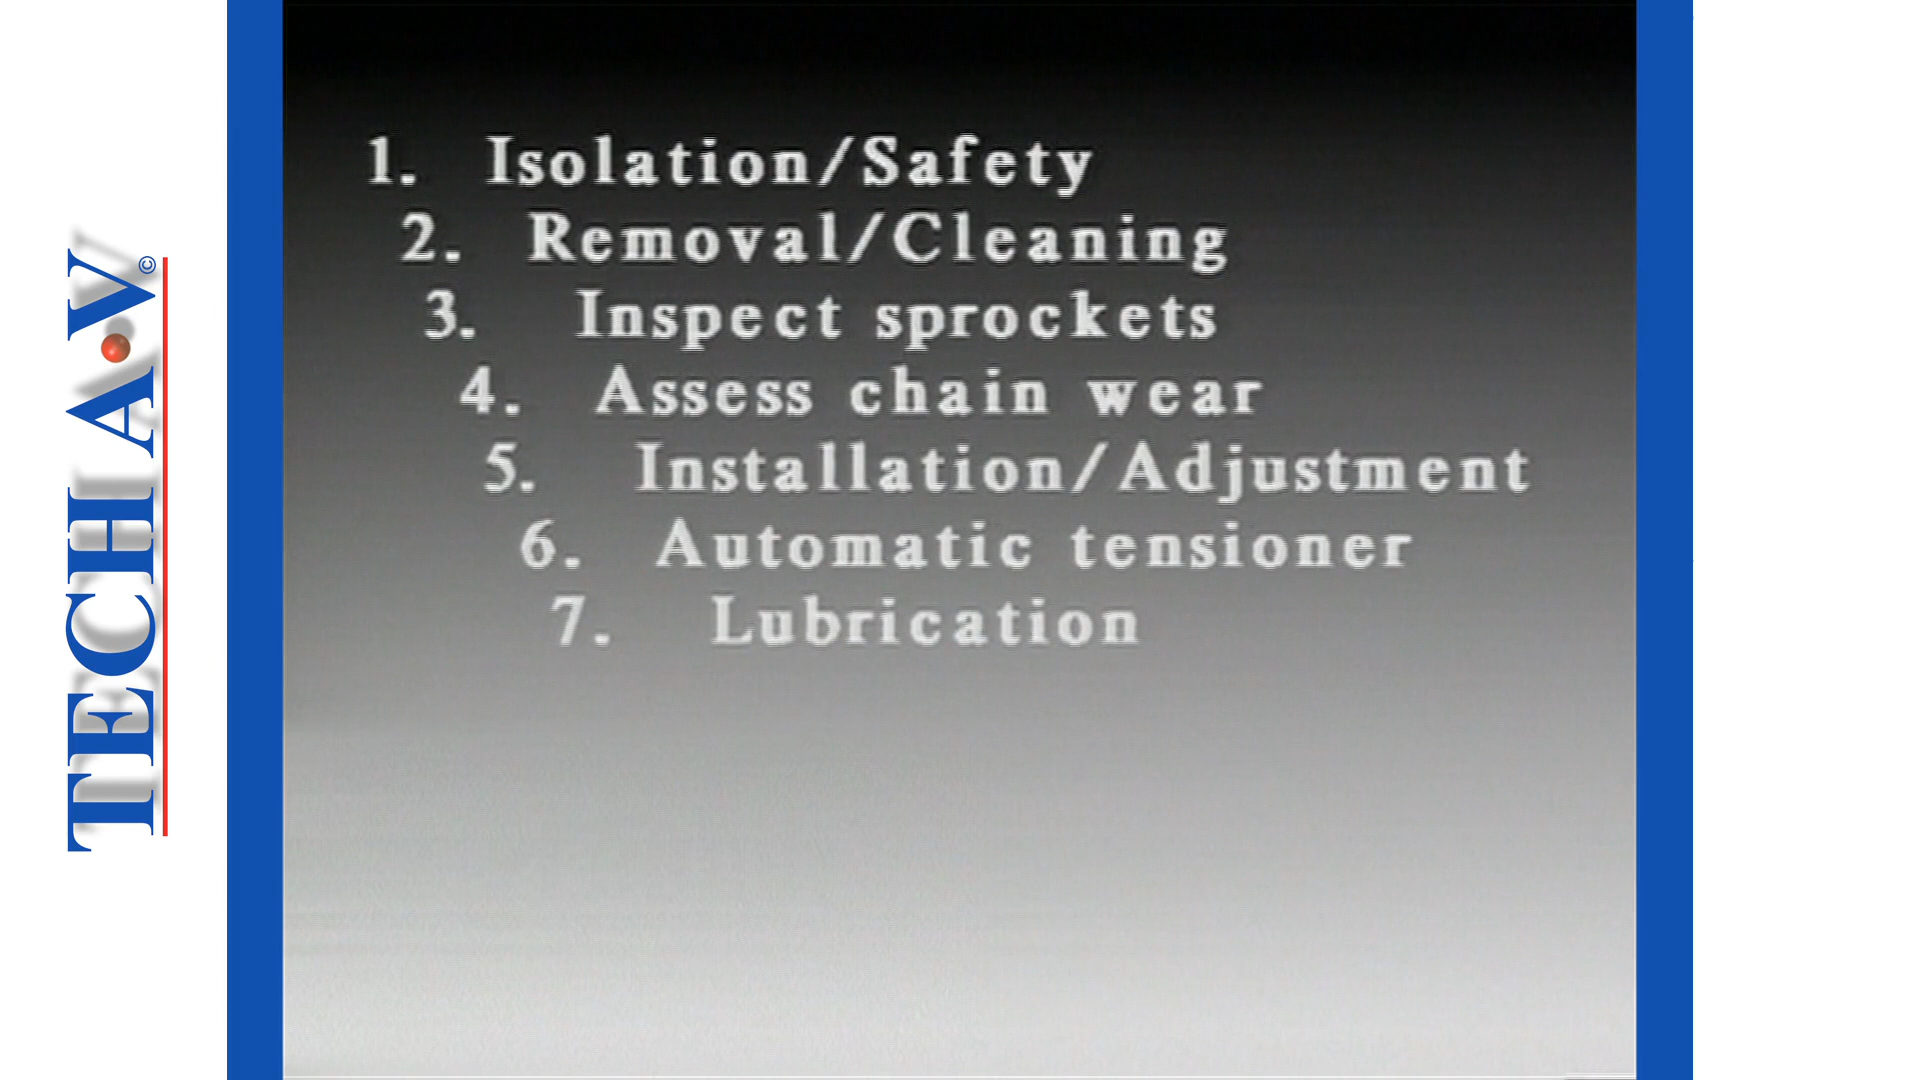 1. Isolation/Safety
2. Removal/Cleaning
3. Inspect sprockets
4. Assess chain wear
5. Installation/Adjustment
6. Automatic tensioner
7. Lubrication
TECH A.V ©